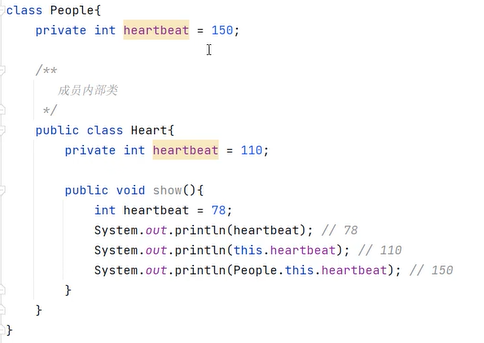 class People{
    private int heartbeat = 150;
    /**
       成员内部类
     */
    public class Heart{
        private int heartbeat = 110;
        public void show(){
            int heartbeat = 78;
            System.out.println(heartbeat); // 78
            System.out.println(this.heartbeat); // 110
            System.out.println(People.this.heartbeat); // 150
        }
    }
}